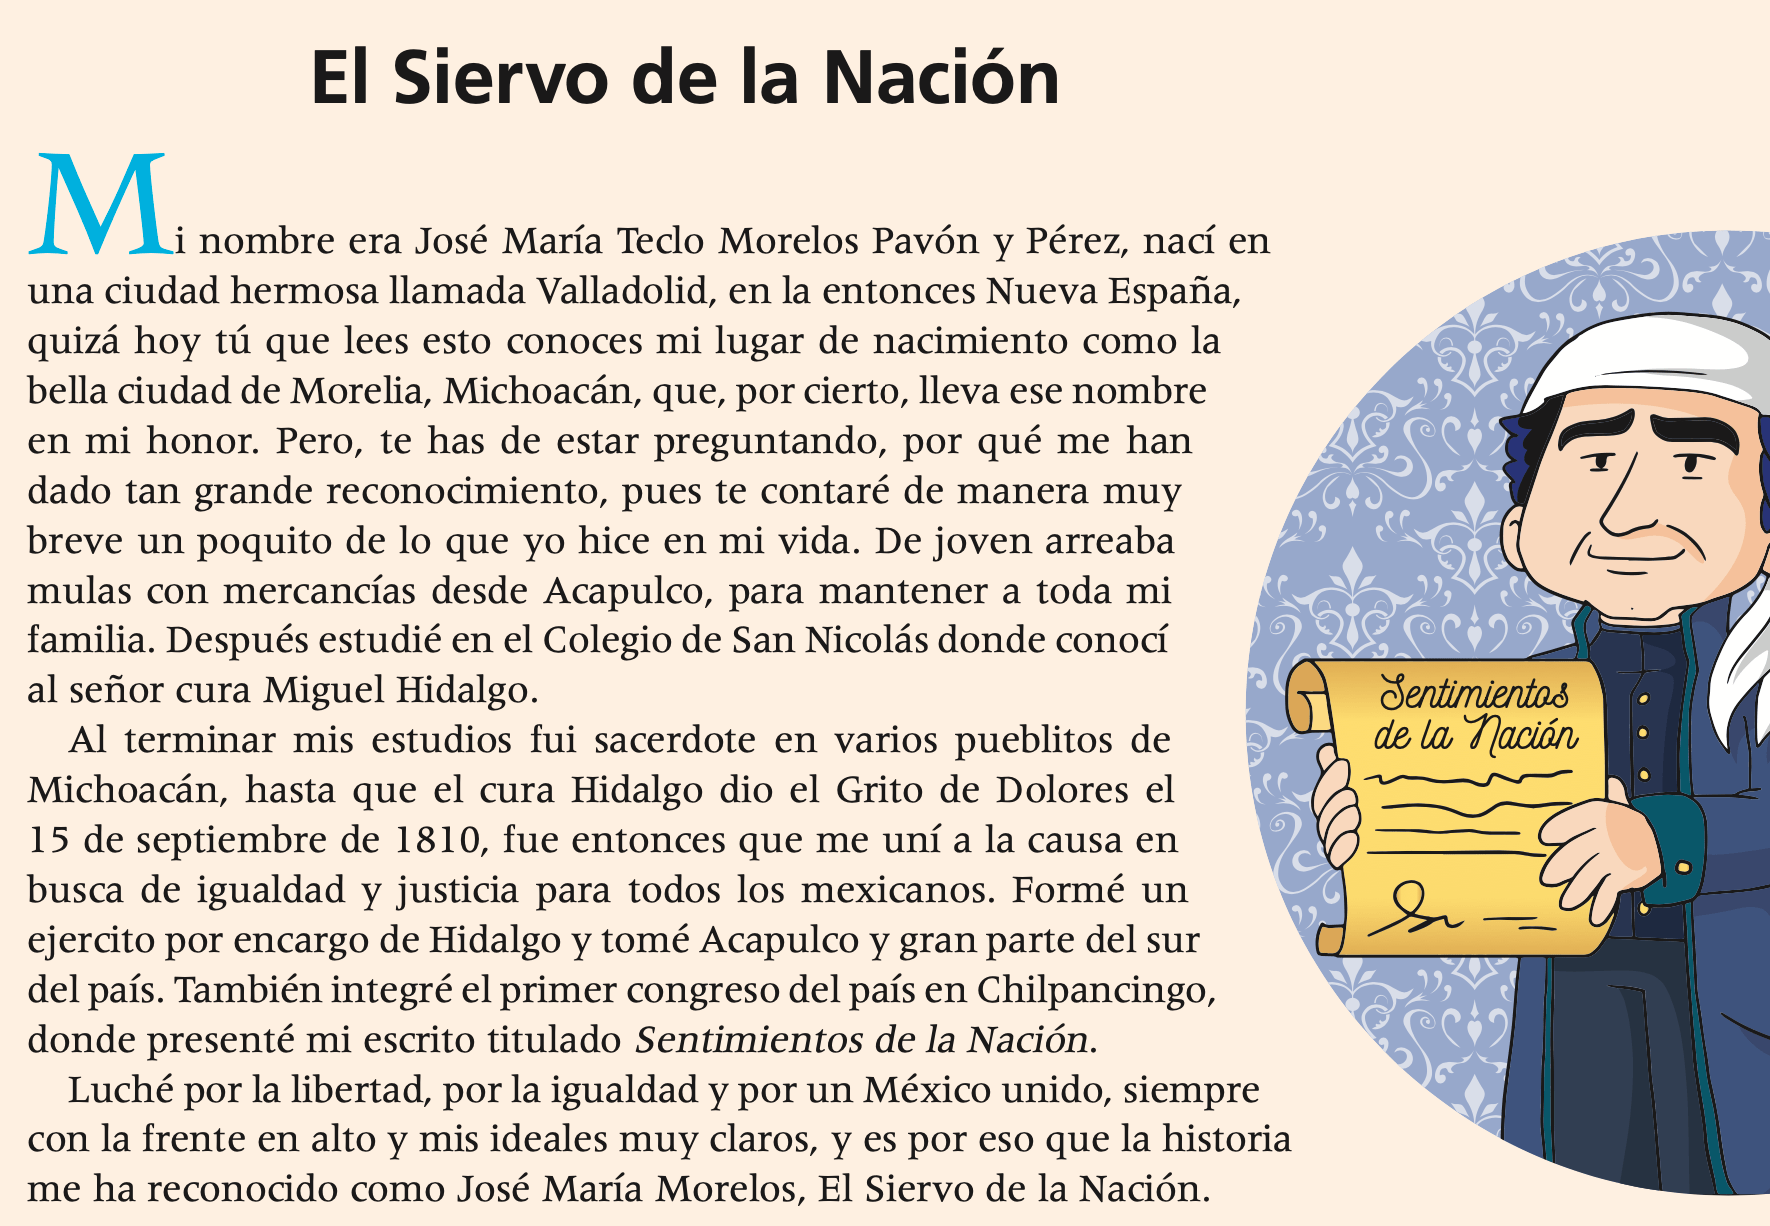 El Siervo de la Nación
Mi nombre era José María Teclo Morelos Pavón y Pérez, nací en
una ciudad hermosa llamada Valladolid, en la entonces Nueva España,
quizá hoy tú que lees esto conoces mi lugar de nacimiento como la
bella ciudad de Morelia, Michoacán, que, por cierto, lleva ese nombre
en mi honor. Pero, te has de estar preguntando, por qué me han
dado tan grande reconocimiento, pues te contaré de manera muy
breve un poquito de lo que yo hice en mi vida. De joven arreaba
mulas con mercancías desde Acapulco, para mantener a toda mi
familia. Después estudié en el Colegio de San Nicolás donde conocí
al señor cura Miguel Hidalgo.
Al terminar mis estudios fui sacerdote en varios pueblitos de
Michoacán, hasta que el cura Hidalgo dio el Grito de Dolores el
15 de septiembre de 1810, fue entonces que me uní a la causa en
busca de igualdad y justicia para todos los mexicanos. Formé un
ejercito por encargo de Hidalgo y tomé Acapulco y gran parte del sur
del país. También integré el primer congreso del país en Chilpancingo,
donde presenté mi escrito titulado Sentimientos de la Nación.
Luché por la libertad, por la igualdad y por un México unido, siempre
con la frente en alto y mis ideales muy claros, y es por eso que la historia
me ha reconocido como José María Morelos, El Siervo de la Nación.
Sentimientos
de la Nación